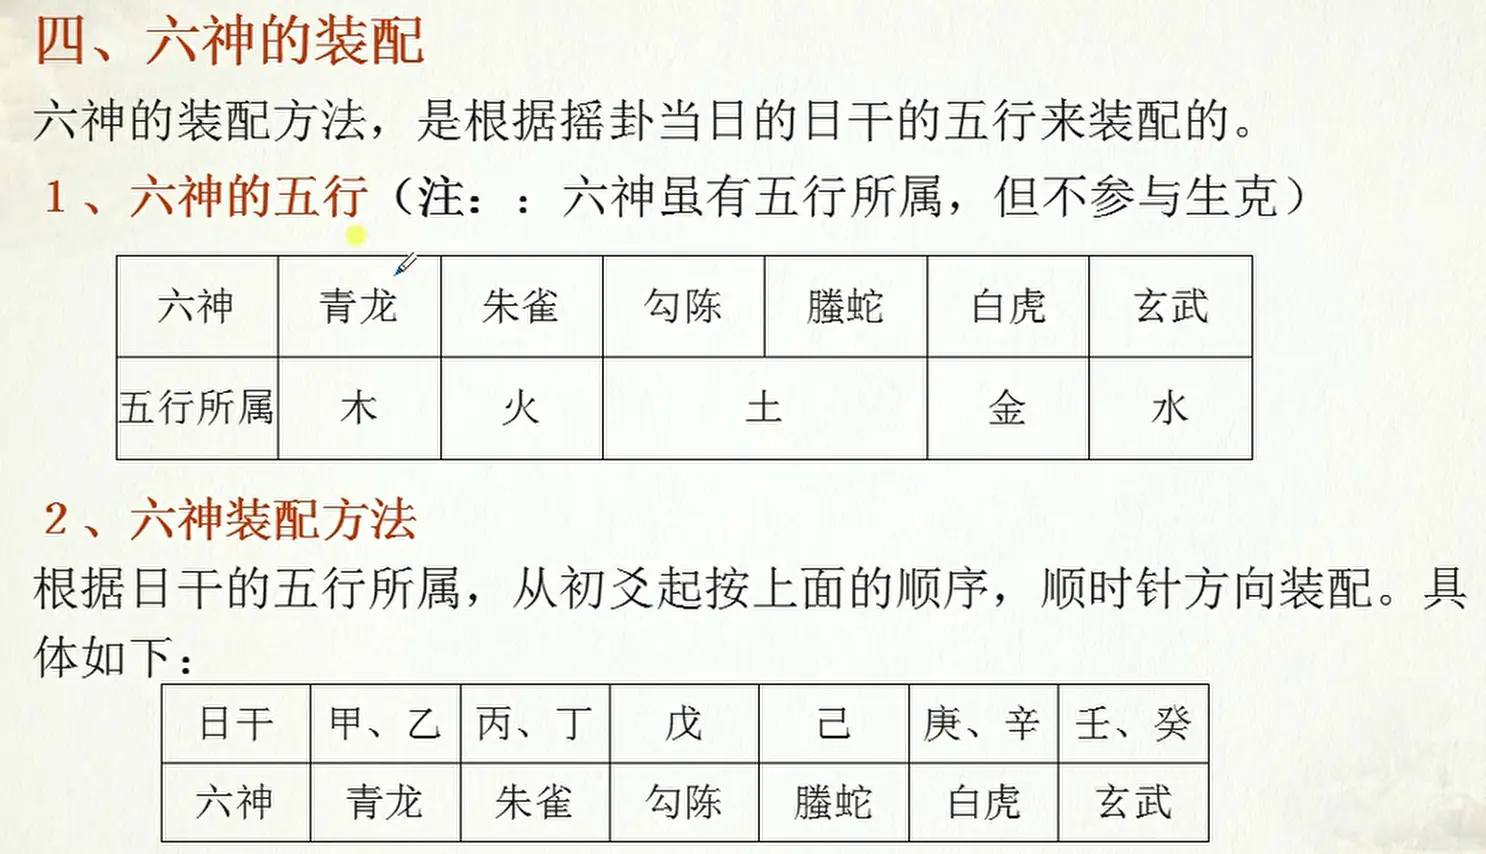 四、六神的装配
六神的装配方法，是根据摇卦当日的日干的五行来装配的。
1、六神的五行（注：：六神虽有五行所属，但不参与生克）
六神 青龙 朱雀 勾陈 螣蛇 白虎 玄武
五行所属 木 火 土 金 水
2、六神装配方法
根据日干的五行所属，从初爻起按上面的顺序，顺时针方向装配。具
体如下：
日干 甲、乙 丙、丁 戊 己 庚、辛 壬、癸
六神 青龙 朱雀 勾陈 螣蛇 白虎 玄武